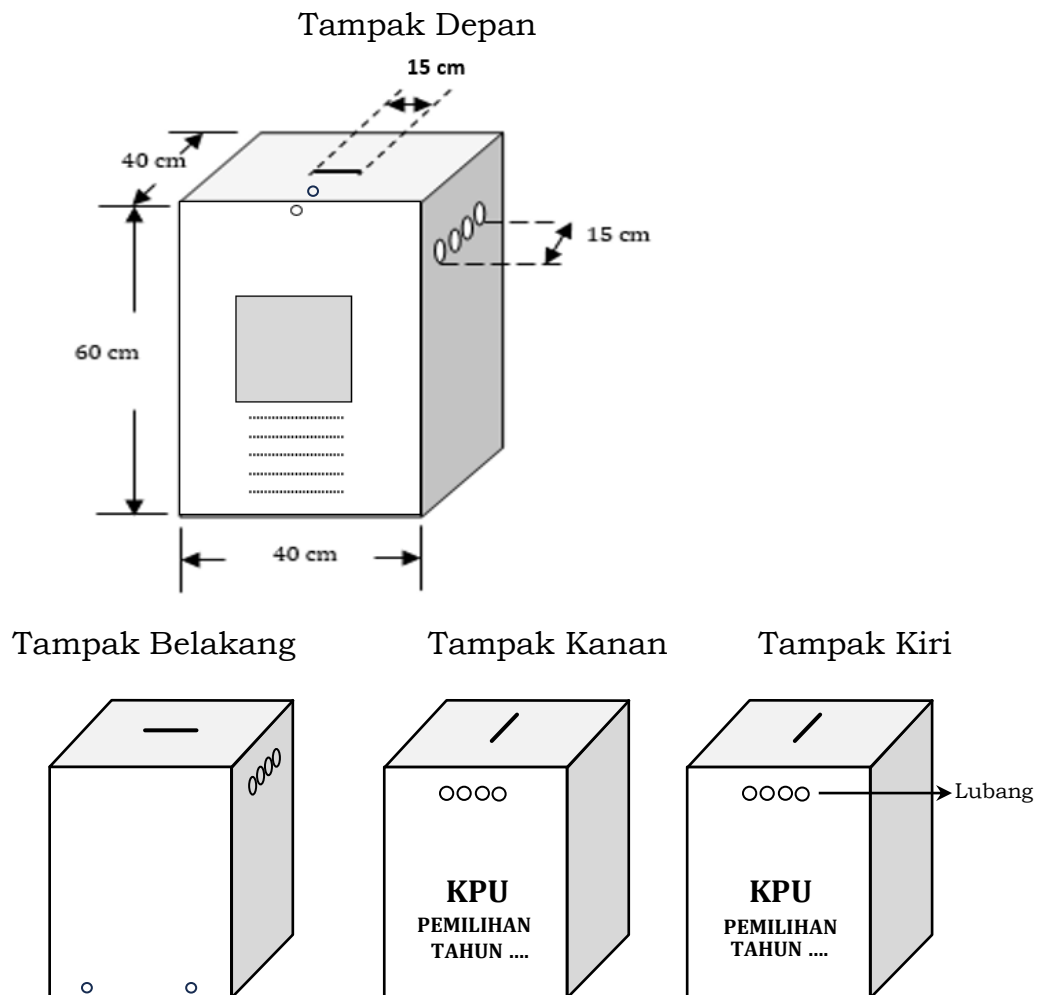 Tampak Depan
15 cm
40 cm
15 cm
60 cm
40 cm
Tampak Belakang
Tampak Kanan
Tampak Kiri
Lubang
KPU
PEMILIHAN
TAHUN ....
KPU
PEMILIHAN
TAHUN ....